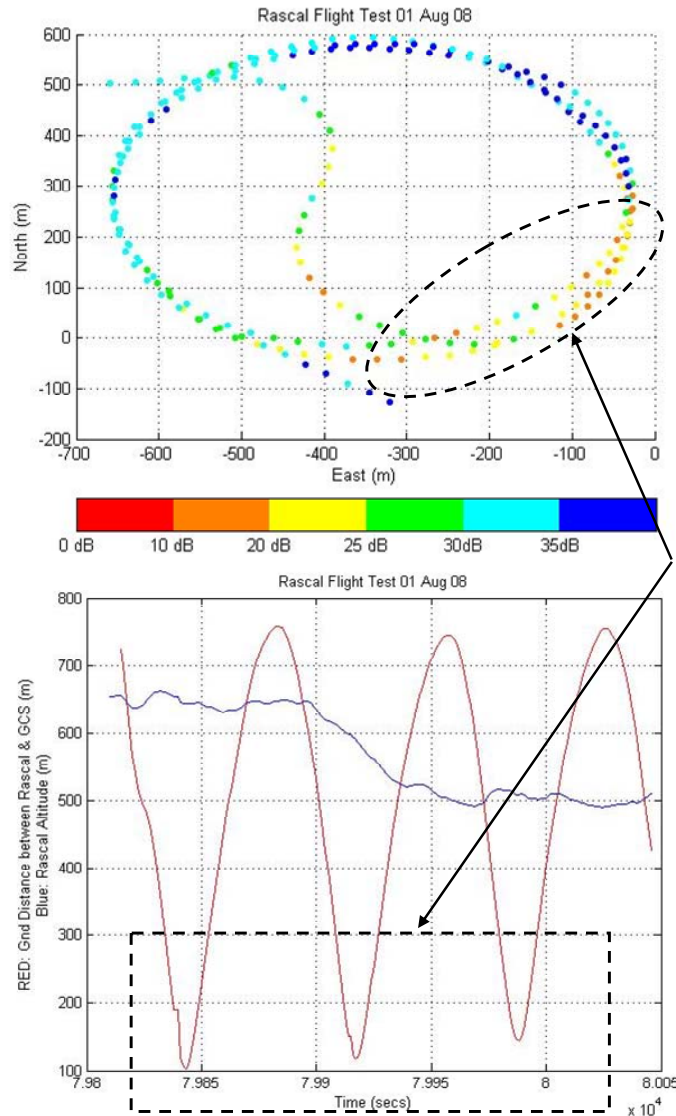 Rascal Flight Test 01 Aug 08
600
500
400
300
200
100
0
-100
-200
North (m)
-700 -600 -500 -400 -300 -200 -100 0
East (m)
0 dB 10 dB 20 dB 25 dB 30dB 35dB
Rascal Flight Test 01 Aug 08
800
700
600
500
400
300
200
100
RED: Gnd Distance between Rascal & GCS (m)
Blue: Rascal Altitude (m)
7.98 7.985 7.99 7.995 8 8.005
Time (secs)
x 10⁴